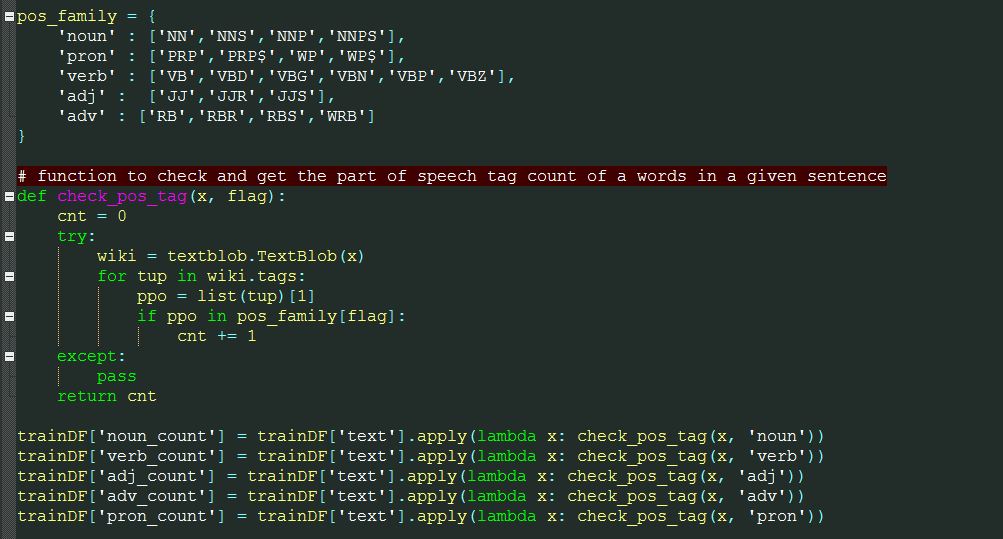 pos_family = {
    'noun' : ['NN','NNS','NNP','NNPS'],
    'pron' : ['PRP','PRP$','WP','WP$'],
    'verb' : ['VB','VBD','VBG','VBN','VBP','VBZ'],
    'adj' :  ['JJ','JJR','JJS'],
    'adv' : ['RB','RBR','RBS','WRB']
}
# function to check and get the part of speech tag count of a words in a given sentence
def check_pos_tag(x, flag):
    cnt = 0
    try:
        wiki = textblob.TextBlob(x)
        for tup in wiki.tags:
            ppo = list(tup)[1]
            if ppo in pos_family[flag]:
                cnt += 1
    except:
        pass
    return cnt
trainDF['noun_count'] = trainDF['text'].apply(lambda x: check_pos_tag(x, 'noun'))
trainDF['verb_count'] = trainDF['text'].apply(lambda x: check_pos_tag(x, 'verb'))
trainDF['adj_count'] = trainDF['text'].apply(lambda x: check_pos_tag(x, 'adj'))
trainDF['adv_count'] = trainDF['text'].apply(lambda x: check_pos_tag(x, 'adv'))
trainDF['pron_count'] = trainDF['text'].apply(lambda x: check_pos_tag(x, 'pron'))